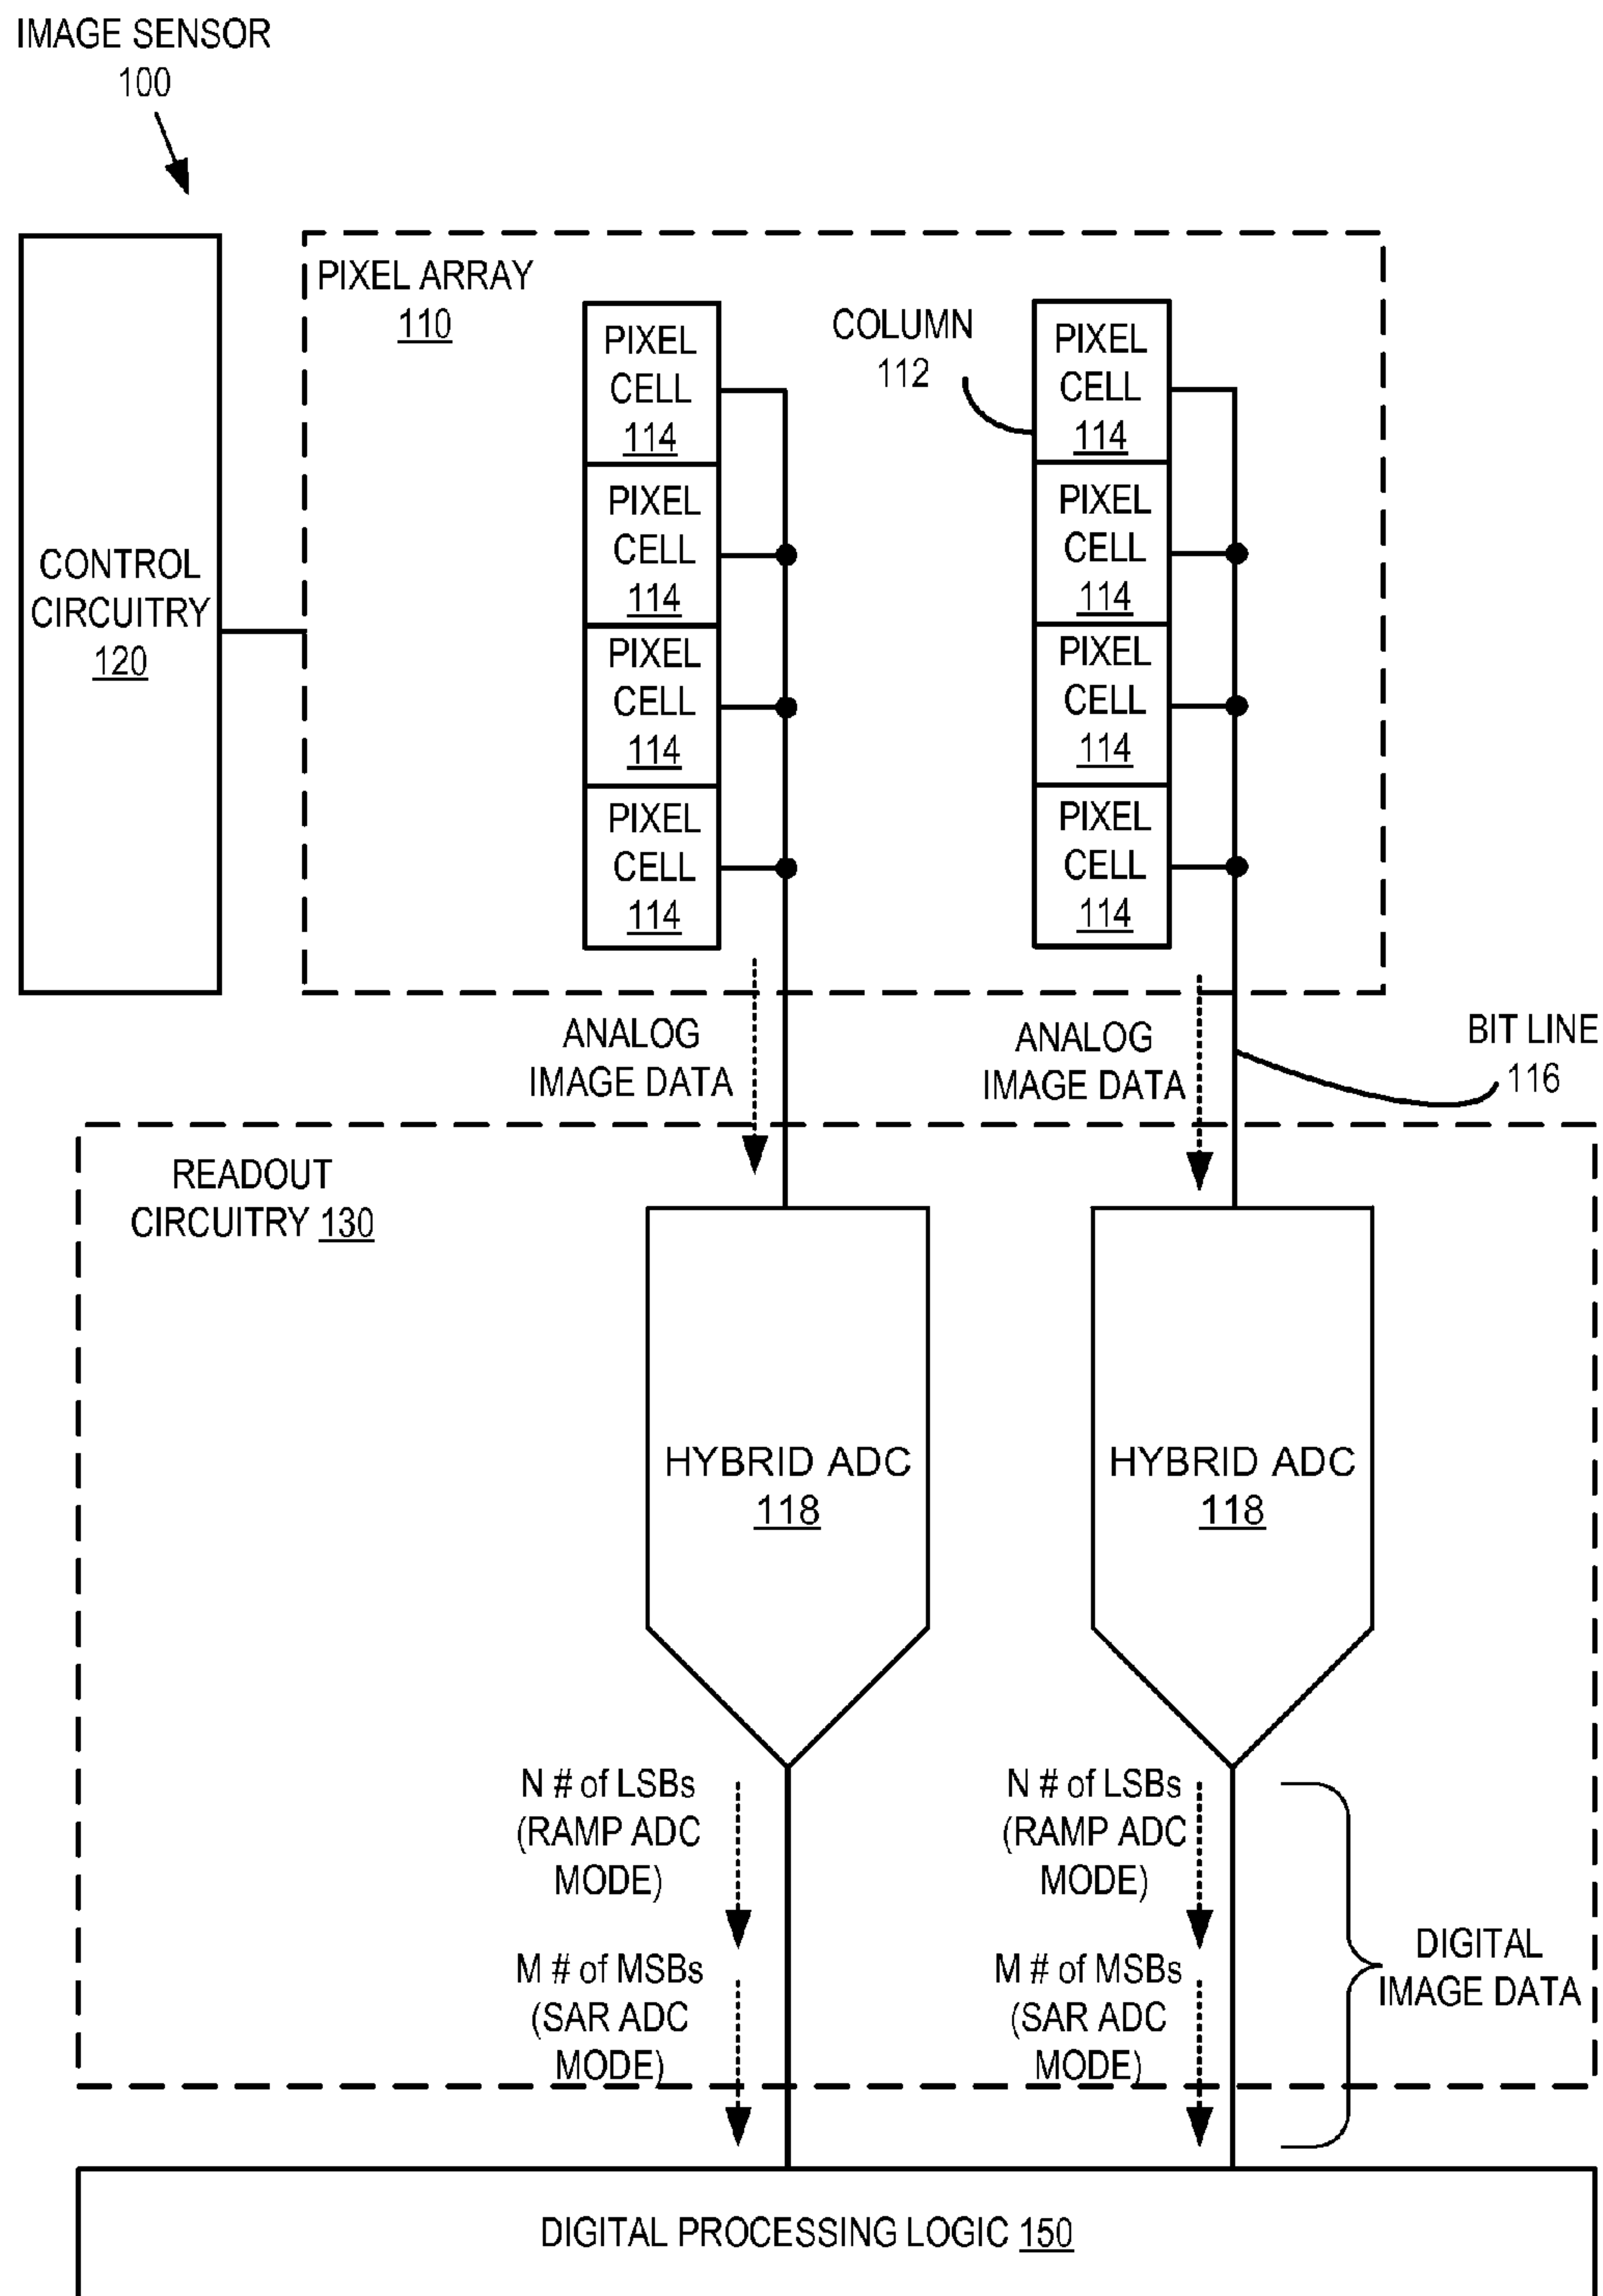 IMAGE SENSOR
100
PIXEL ARRAY
110
CONTROL
CIRCUITRY
120
PIXEL
CELL
114
PIXEL
CELL
114
PIXEL
CELL
114
PIXEL
CELL
114
COLUMN
112
PIXEL
CELL
114
PIXEL
CELL
114
PIXEL
CELL
114
PIXEL
CELL
114
ANALOG
IMAGE DATA
ANALOG
IMAGE DATA
BIT LINE
116
READOUT
CIRCUITRY 130
HYBRID ADC
118
HYBRID ADC
118
N # of LSBs
(RAMP ADC
MODE)
M # of MSBs
(SAR ADC
MODE)
N # of LSBs
(RAMP ADC
MODE)
M # of MSBs
(SAR ADC
MODE)
DIGITAL
IMAGE DATA
DIGITAL PROCESSING LOGIC 150